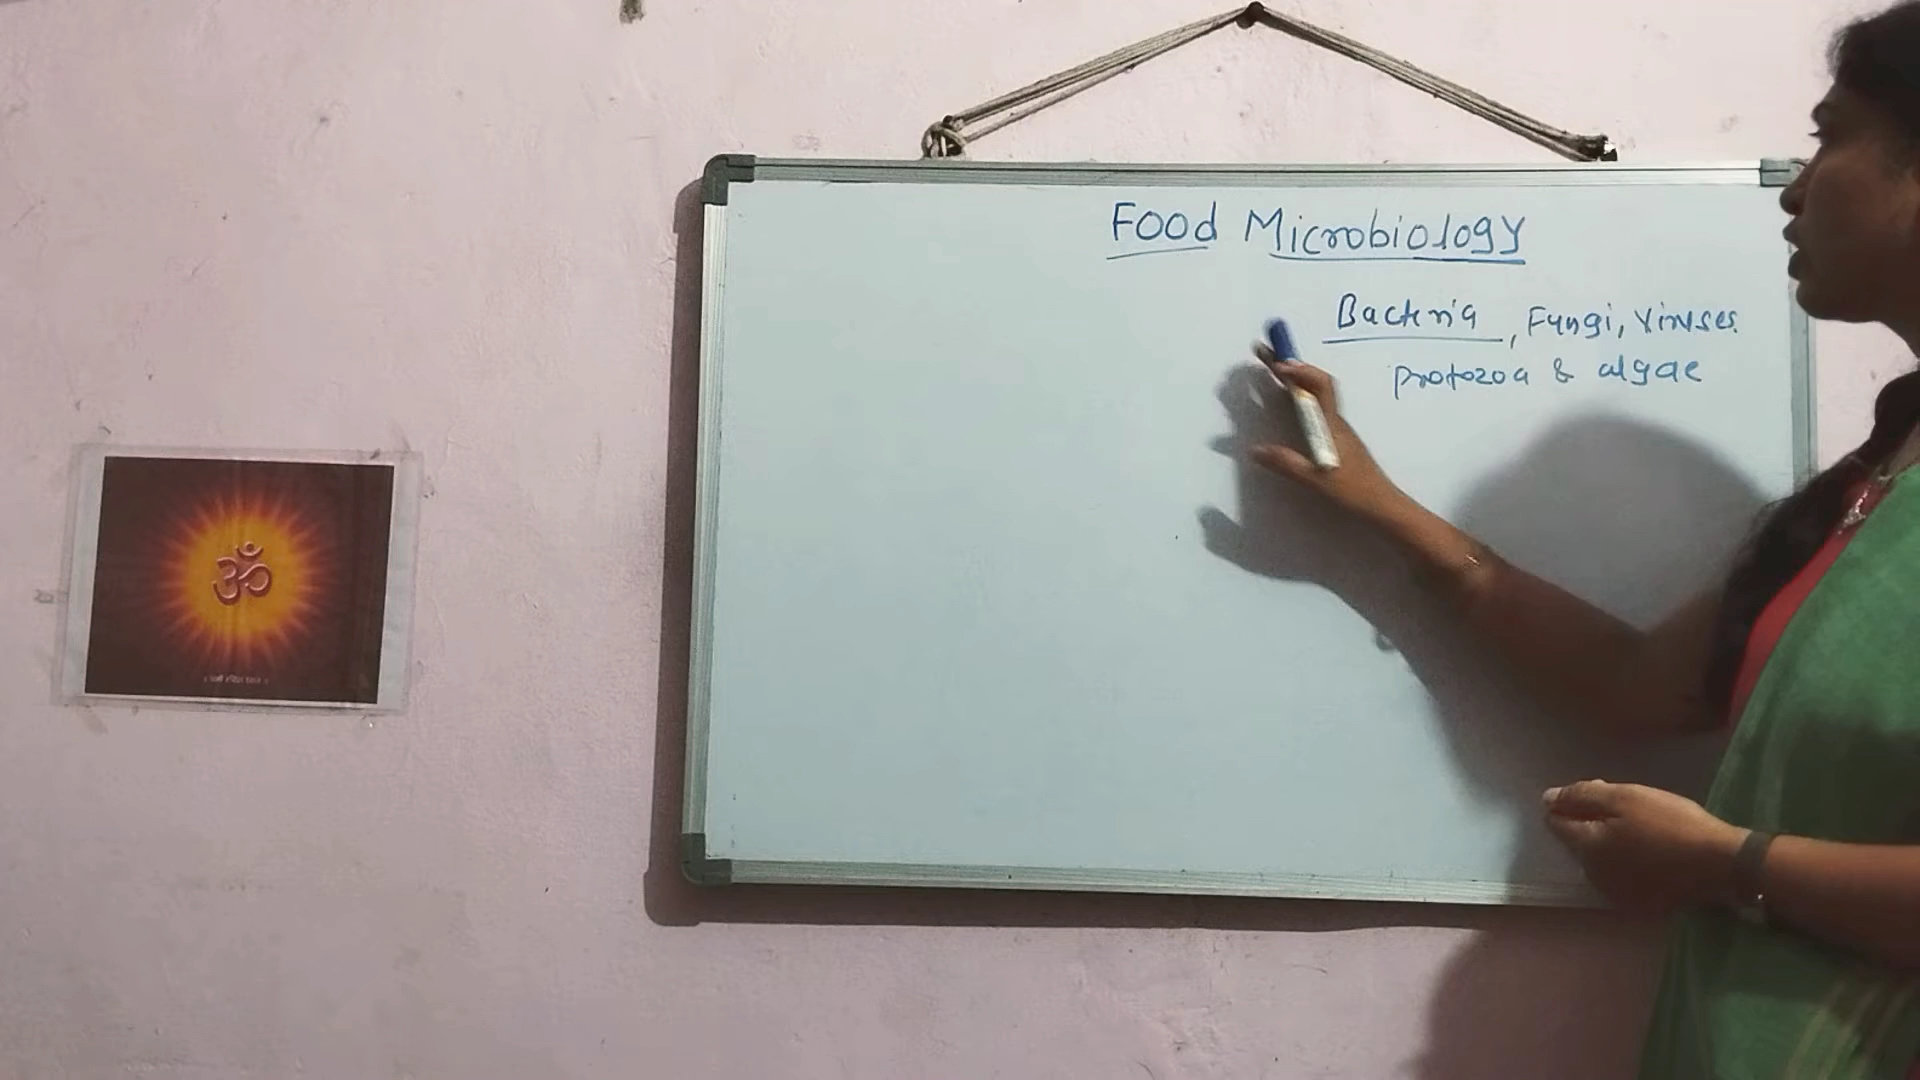 Food Microbiology
Bacteria, Fungi, Viruses
protozoa & algae
ॐ